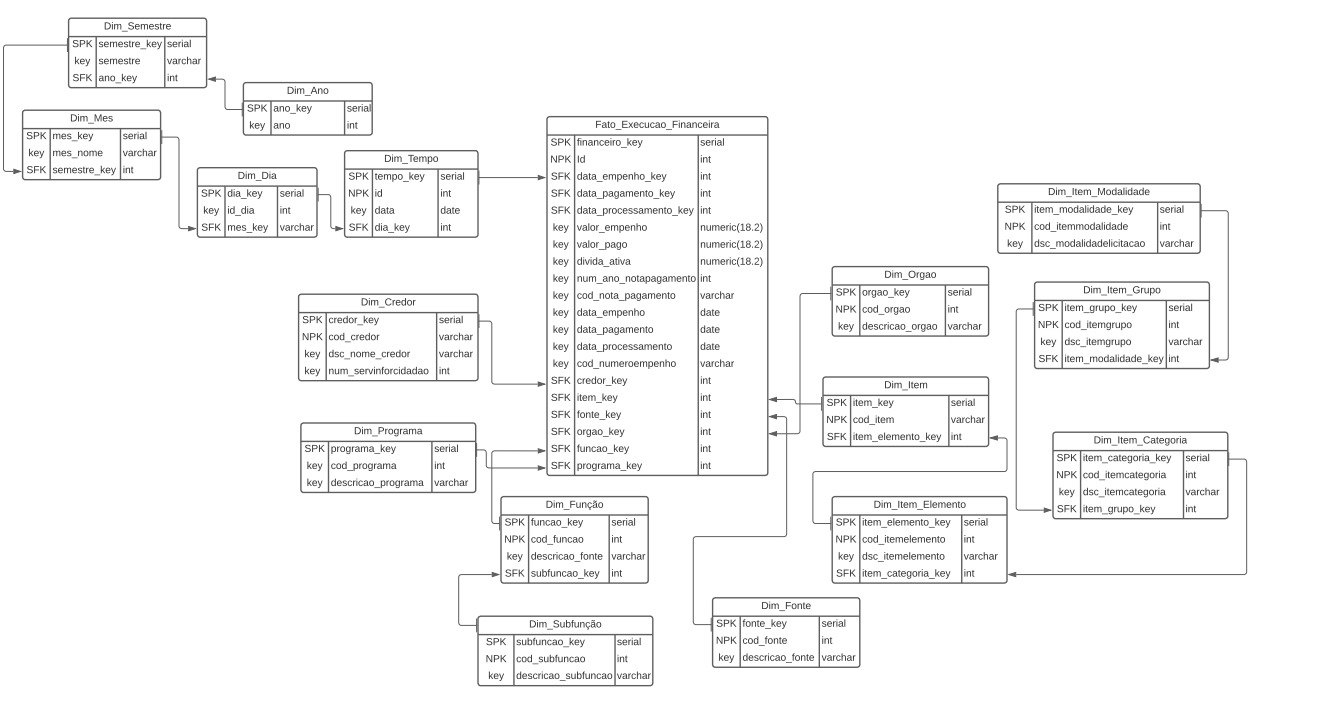 Dim_Semestre
SPK semestre_key serial
key semestre varchar
SFK ano_key int
Dim_Ano
SPK ano_key serial
key ano int
Dim_Mes
SPK mes_key serial
key mes_nome varchar
SFK semestre_key int
Dim_Dia
SPK dia_key serial
key id_dia int
SFK mes_key varchar
Dim_Tempo
SPK tempo_key serial
NPK id int
key data date
SFK dia_key int
Fato_Execucao_Financeira
SPK financeiro_key serial
NPK Id int
SFK data_empenho_key int
SFK data_pagamento_key int
SFK data_processamento_key int
key valor_empenho numeric(18.2)
key valor_pago numeric(18.2)
key divida_ativa numeric(18.2)
key num_ano_notapagamento int
key cod_nota_pagamento varchar
key data_empenho date
key data_pagamento date
key data_processamento date
key cod_numeroempenho varchar
SFK credor_key int
SFK item_key int
SFK fonte_key int
SFK orgao_key int
SFK funcao_key int
SFK programa_key int
Dim_Credor
SPK credor_key serial
NPK cod_credor varchar
key dsc_nome_credor varchar
key num_servinforcidadao int
Dim_Programa
SPK programa_key serial
key cod_programa int
key descricao_programa varchar
Dim_Função
SPK funcao_key serial
NPK cod_funcao int
key descricao_fonte varchar
SFK subfuncao_key int
Dim_Subfunção
SPK subfuncao_key serial
NPK cod_subfuncao int
key descricao_subfuncao varchar
Dim_Fonte
SPK fonte_key serial
NPK cod_fonte int
key descricao_fonte varchar
Dim_Orgao
SPK orgao_key serial
NPK cod_orgao int
key descricao_orgao varchar
Dim_Item
SPK item_key serial
NPK cod_item varchar
SFK item_elemento_key int
Dim_Item_Elemento
SPK item_elemento_key serial
NPK cod_itemelemento int
key dsc_itemelemento varchar
SFK item_categoria_key int
Dim_Item_Modalidade
SPK item_modalidade_key serial
NPK cod_itemmodalidade int
key dsc_modalidadelicitacao varchar
Dim_Item_Grupo
SPK item_grupo_key serial
NPK cod_itemgrupo int
key dsc_itemgrupo varchar
SFK item_modalidade_key int
Dim_Item_Categoria
SPK item_categoria_key serial
NPK cod_itemcategoria int
key dsc_itemcategoria varchar
SFK item_grupo_key int